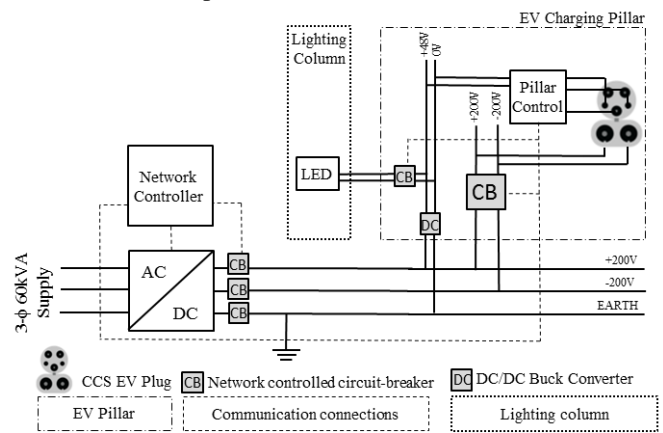 EV Charging Pillar
Lighting
Column
+48V
0V
+200V
-200V
Pillar
Control
LED
CB
CB
DC
Network
Controller
3-ϕ 60kVA
Supply
AC
DC
CB
CB
CB
+200V
-200V
EARTH
CCS EV Plug
CB Network controlled circuit-breaker
DC DC/DC Buck Converter
EV Pillar
Communication connections
Lighting column